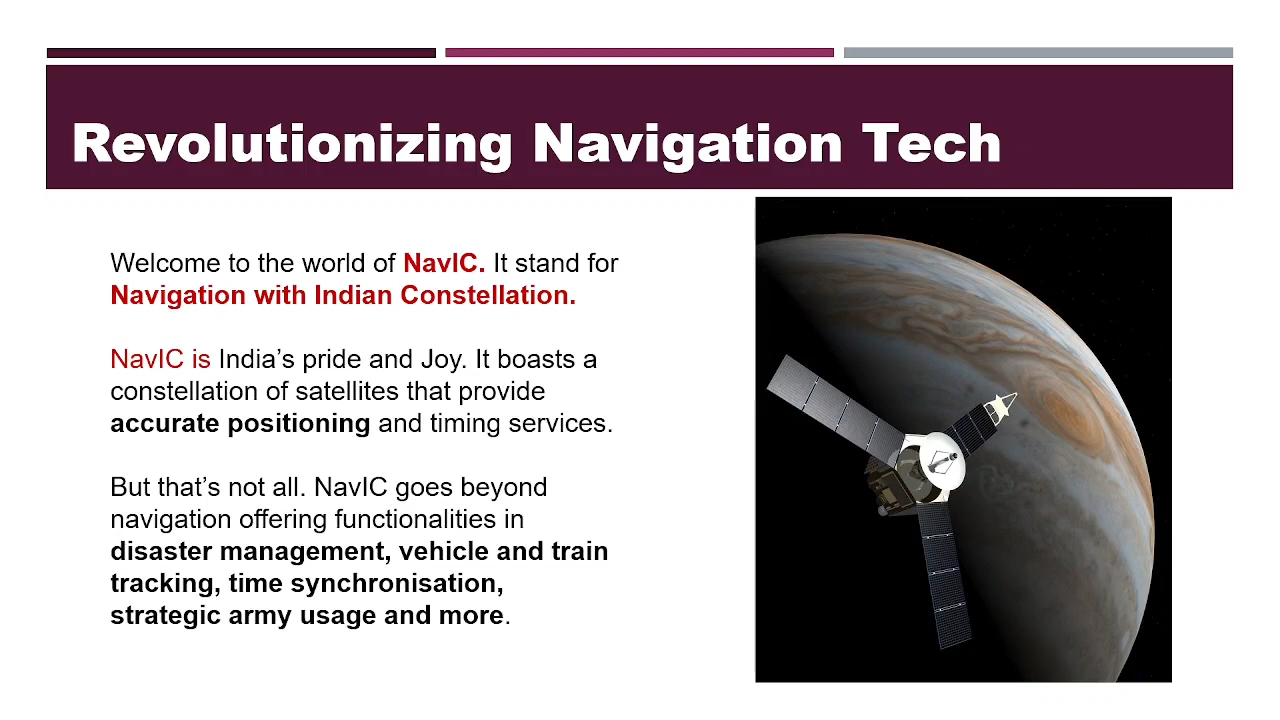 Revolutionizing Navigation Tech
Welcome to the world of NavIC. It stand for
Navigation with Indian Constellation.
NavIC is India’s pride and Joy. It boasts a
constellation of satellites that provide
accurate positioning and timing services.
But that’s not all. NavIC goes beyond
navigation offering functionalities in
disaster management, vehicle and train
tracking, time synchronisation,
strategic army usage and more.